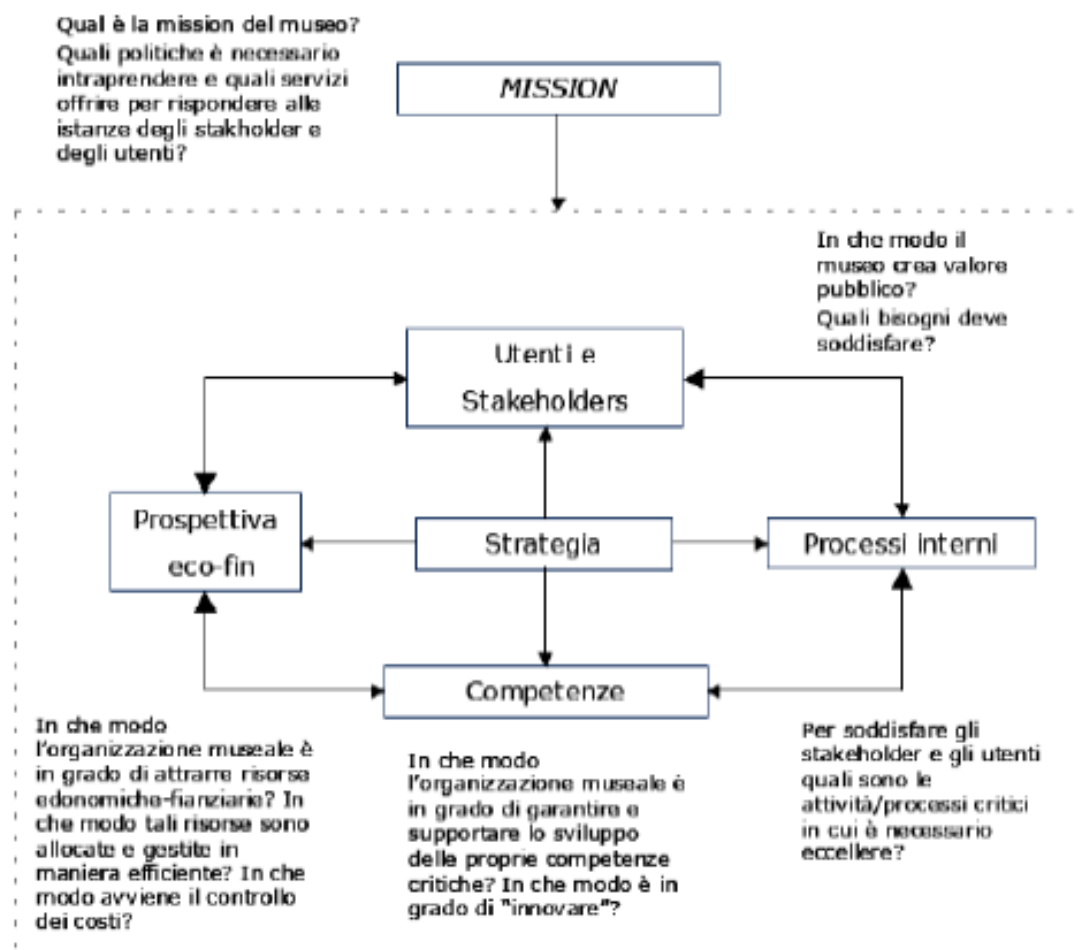 Qual è la mission del museo?
Quali politiche è necessario
intraprendere e quali servizi
offrire per rispondere alle
istanze degli stakholder e
degli utenti?
MISSION
In che modo il
museo crea valore
pubblico?
Quali bisogni deve
soddisfare?
Utenti e
Stakeholders
Prospettiva
eco-fin
Strategia
Processi interni
Competenze
In che modo
l'organizzazione museale è
in grado di attrarre risorse
edonomiche-fianziarie? In
che modo tali risorse sono
allocate e gestite in
maniera efficiente? In che
modo avviene il controllo
dei costi?
In che modo
l'organizzazione museale è
in grado di garantire e
supportare lo sviluppo
delle proprie competenze
critiche? In che modo è in
grado di "innovare"?
Per soddisfare gli
stakeholder e gli utenti
quali sono le
attività/processi critici
in cui è necessario
eccellere?